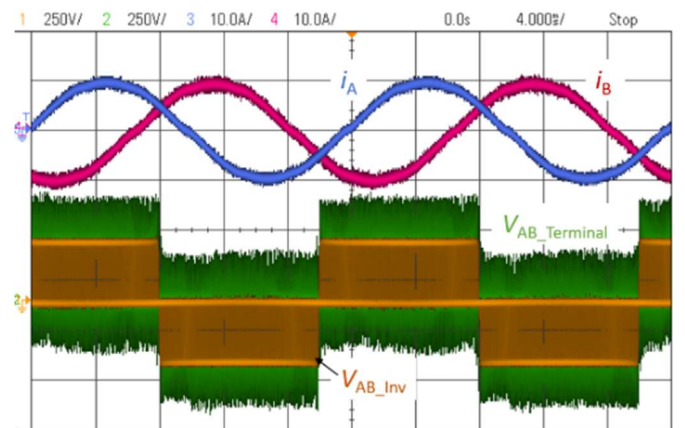 1 250V/ 2 250V/ 3 10.0A/ 4 10.0A/ 0.0s 4.000ms/ Stop
iA
iB
T
VAB_Terminal
2
VAB_Inv